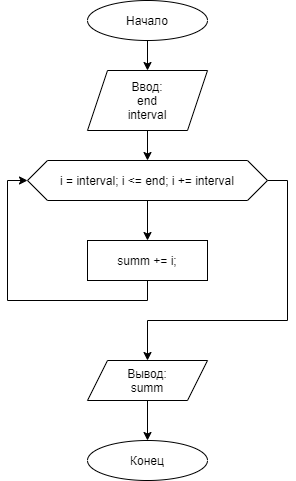 Начало
Ввод:
end
interval
i = interval; i <= end; i += interval
summ += i;
Вывод:
summ
Конец